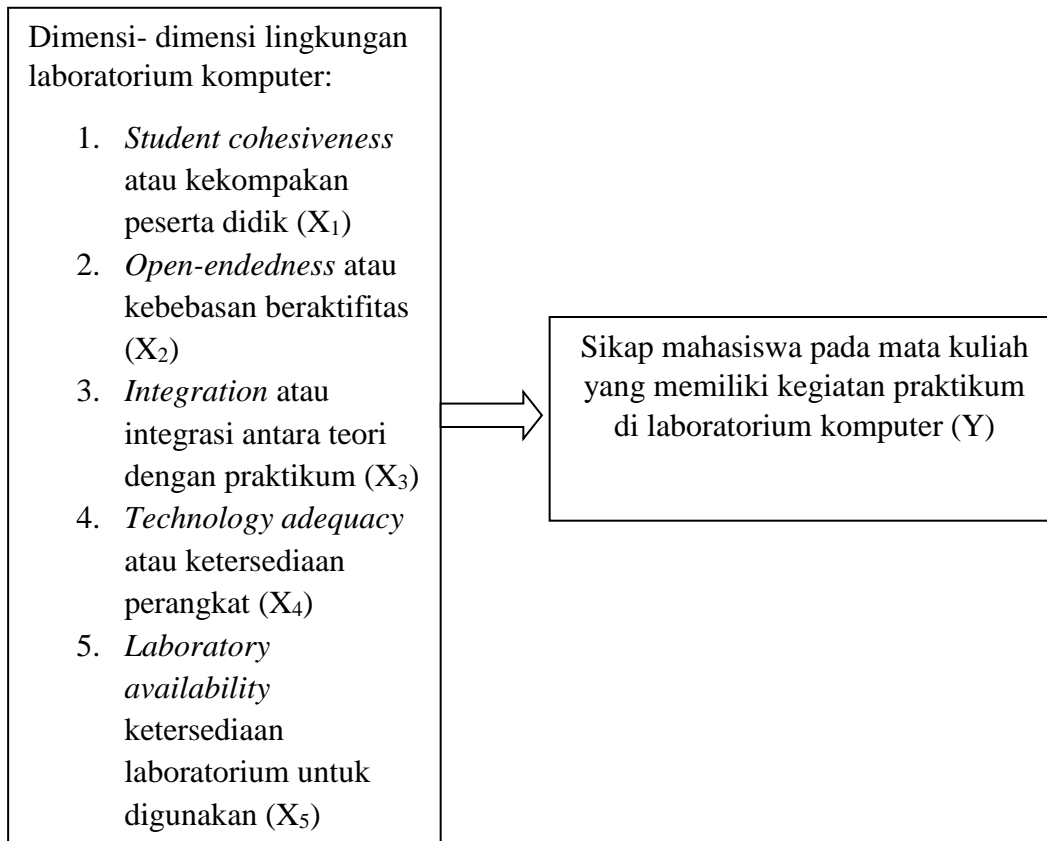 Dimensi- dimensi lingkungan
laboratorium komputer:
1. Student cohesiveness
atau kekompakan
peserta didik (X₁)
2. Open-endedness atau
kebebasan beraktifitas
(X₂)
3. Integration atau
integrasi antara teori
dengan praktikum (X₃)
4. Technology adequacy
atau ketersediaan
perangkat (X₄)
5. Laboratory
availability
ketersediaan
laboratorium untuk
digunakan (X₅)
Sikap mahasiswa pada mata kuliah
yang memiliki kegiatan praktikum
di laboratorium komputer (Y)